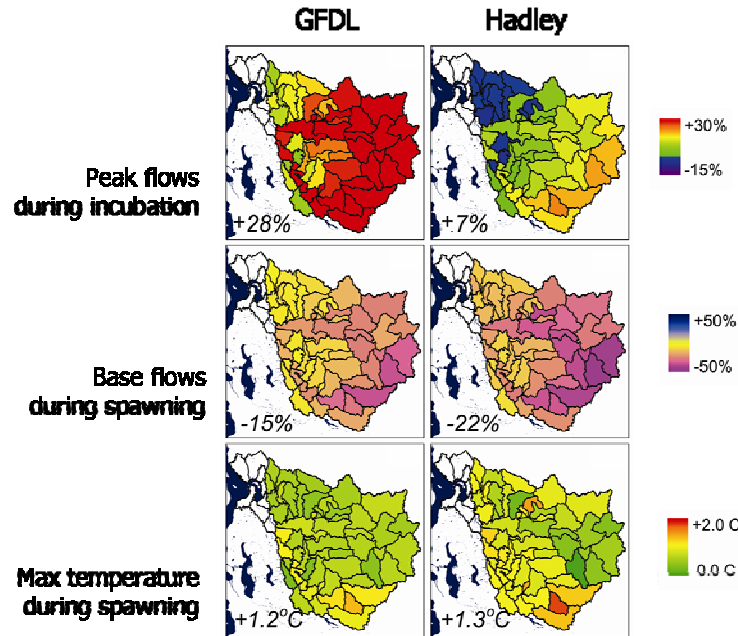 GFDL
Hadley
Peak flows
during incubation
+28%
+7%
+30%
-15%
Base flows
during spawning
-15%
-22%
+50%
-50%
Max temperature
during spawning
+1.2°C
+1.3°C
+2.0 C
0.0 C